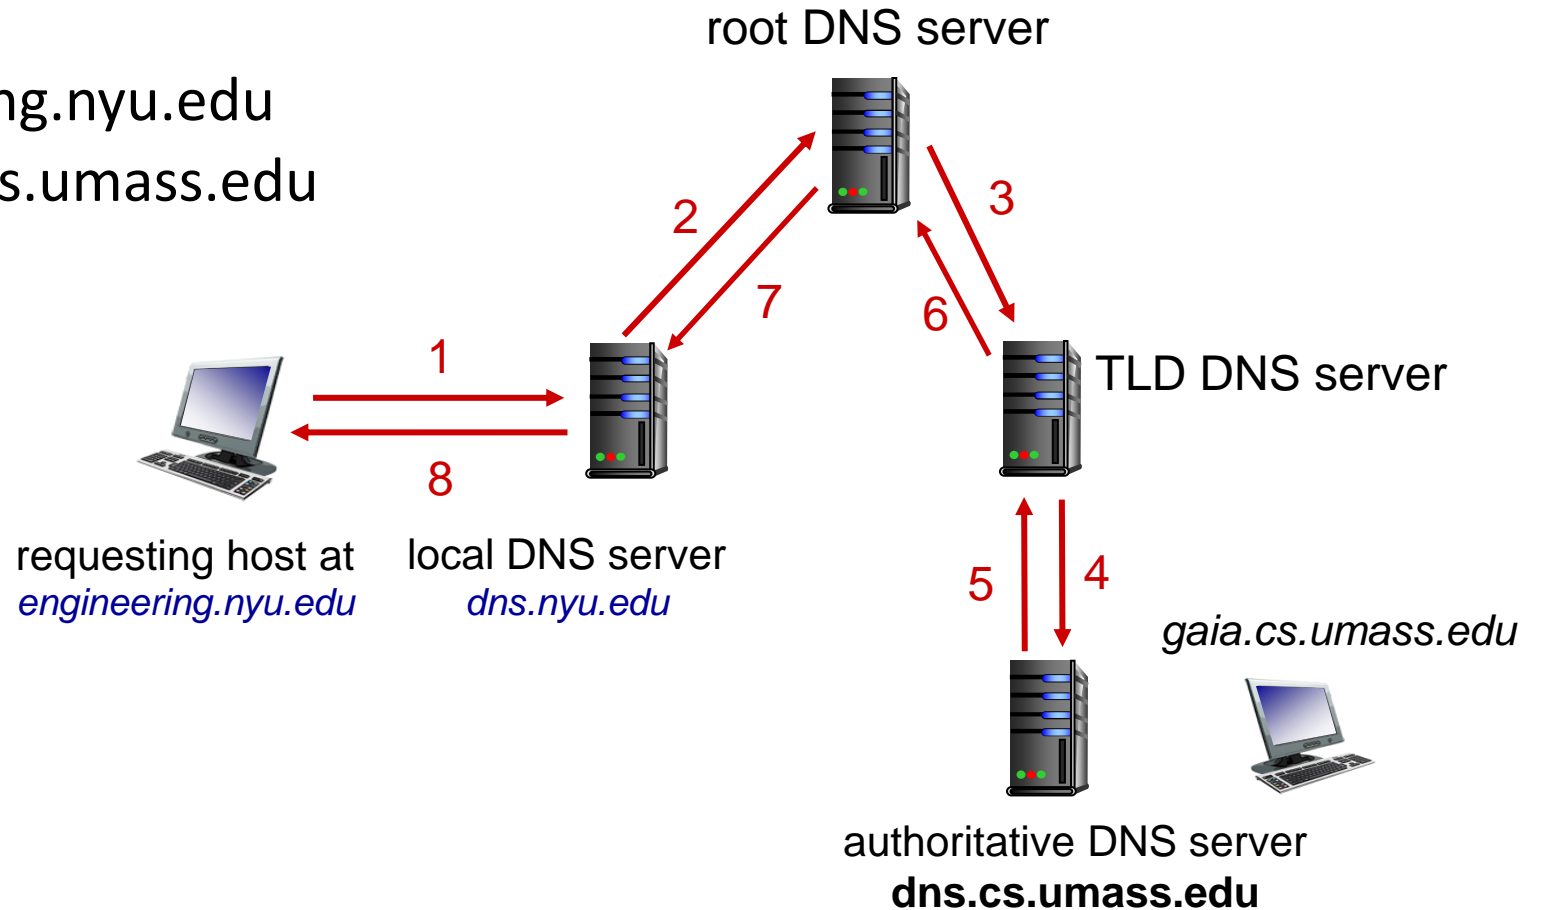 root DNS server
ng.nyu.edu
s.umass.edu
2
3
7
6
1
TLD DNS server
8
requesting host at
engineering.nyu.edu
local DNS server
dns.nyu.edu
5
4
gaia.cs.umass.edu
authoritative DNS server
dns.cs.umass.edu